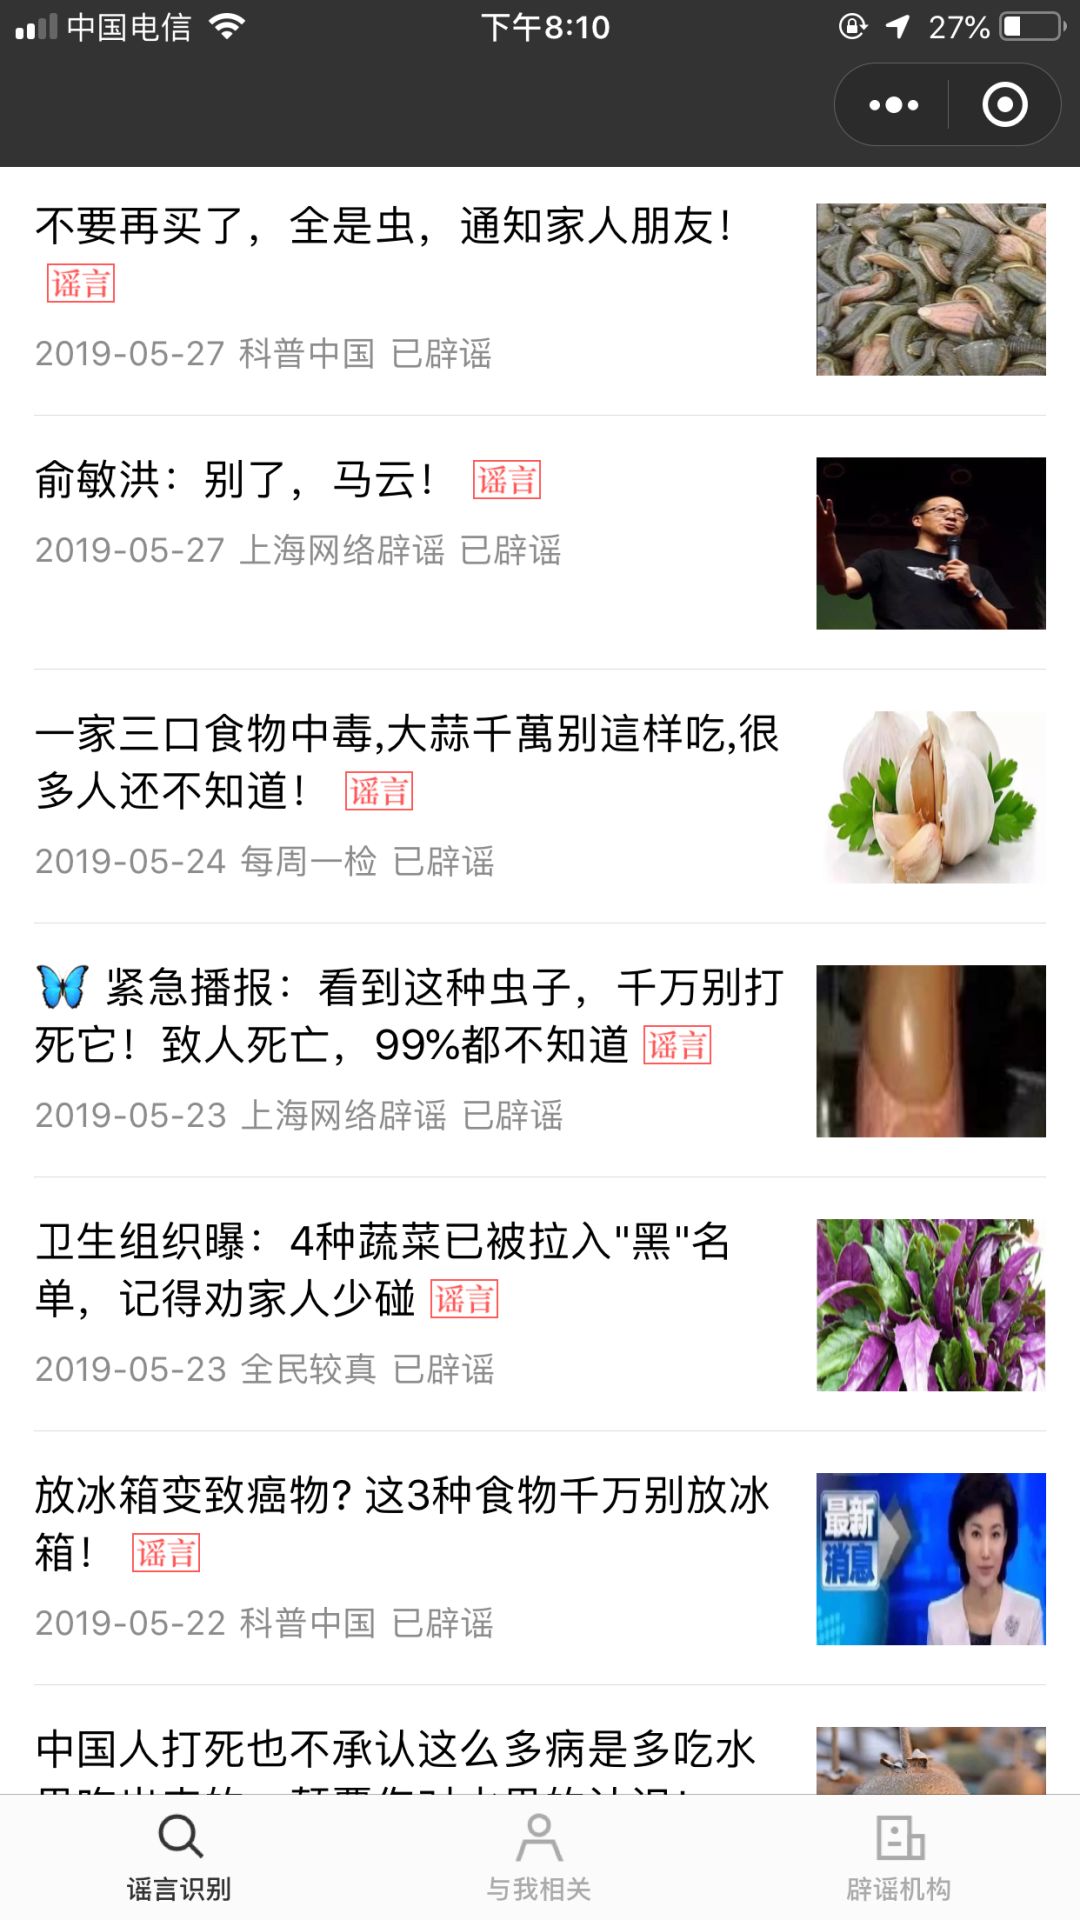 中国电信
下午8:10
27%
不要再买了，全是虫，通知家人朋友！
谣言
2019-05-27 科普中国 已辟谣
俞敏洪：别了，马云！ 谣言
2019-05-27 上海网络辟谣 已辟谣
一家三口食物中毒,大蒜千萬别這样吃,很
多人还不知道！ 谣言
2019-05-24 每周一检 已辟谣
🦋 紧急播报：看到这种虫子，千万别打
死它！致人死亡，99%都不知道 谣言
2019-05-23 上海网络辟谣 已辟谣
卫生组织曝：4种蔬菜已被拉入"黑"名
单，记得劝家人少碰 谣言
2019-05-23 全民较真 已辟谣
放冰箱变致癌物? 这3种食物千万别放冰
箱！ 谣言
2019-05-22 科普中国 已辟谣
最新
消息
中国人打死也不承认这么多病是多吃水
谣言识别
与我相关
辟谣机构